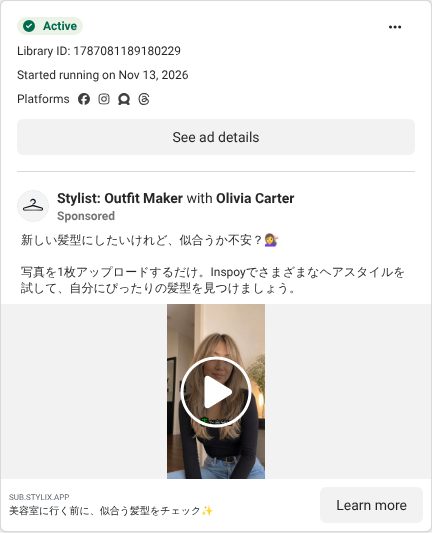 Active
Library ID: 1787081189180229
Started running on Nov 13, 2026
Platforms
See ad details
Stylist: Outfit Maker with Olivia Carter
Sponsored
新しい髪型にしたいけれど、似合うか不安？💇‍♀️
写真を1枚アップロードするだけ。Inspoyでさまざまなヘアスタイルを
試して、自分にぴったりの髪型を見つけましょう。
SUB.STYLIX.APP
美容室に行く前に、似合う髪型をチェック✨
Learn more